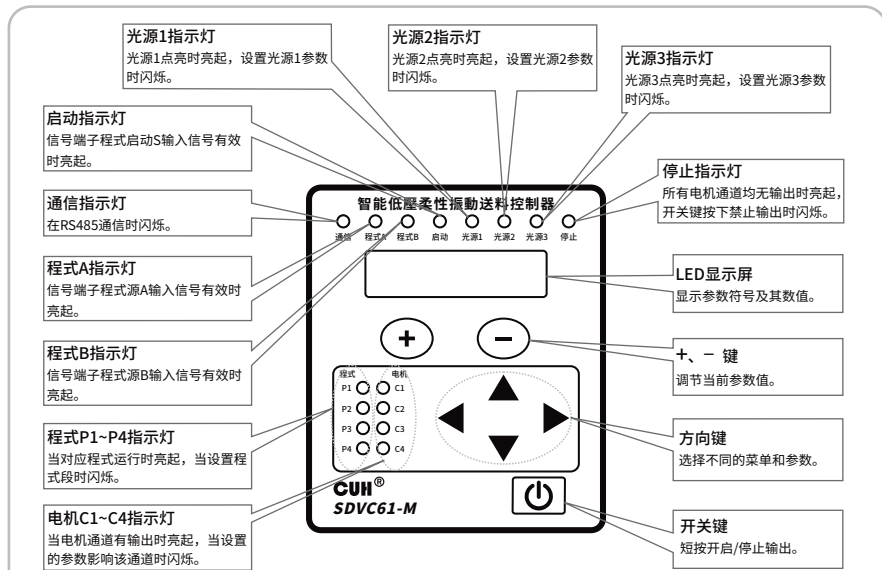 光源1指示灯
光源1点亮时亮起，设置光源1参数
时闪烁。
光源2指示灯
光源2点亮时亮起，设置光源2参数
时闪烁。
光源3指示灯
光源3点亮时亮起，设置光源3参数
时闪烁。
启动指示灯
信号端子程式启动S输入信号有效
时亮起。
通信指示灯
在RS485通信时闪烁。
程式A指示灯
信号端子程式源A输入信号有效时
亮起。
程式B指示灯
信号端子程式源B输入信号有效时
亮起。
程式P1~P4指示灯
当对应程式运行时亮起，当设置程
式段时闪烁。
电机C1~C4指示灯
当电机通道有输出时亮起，当设置
的参数影响该通道时闪烁。
智能低壓柔性振動送料控制器
通信 程式A 程式B 启动 光源1 光源2 光源3 停止
程式 电机
P1 C1
P2 C2
P3 C3
P4 C4
CUH®
SDVC61-M
停止指示灯
所有电机通道均无输出时亮起，
开关键按下禁止输出时闪烁。
LED显示屏
显示参数符号及其数值。
+、− 键
调节当前参数值。
方向键
选择不同的菜单和参数。
开关键
短按开启/停止输出。